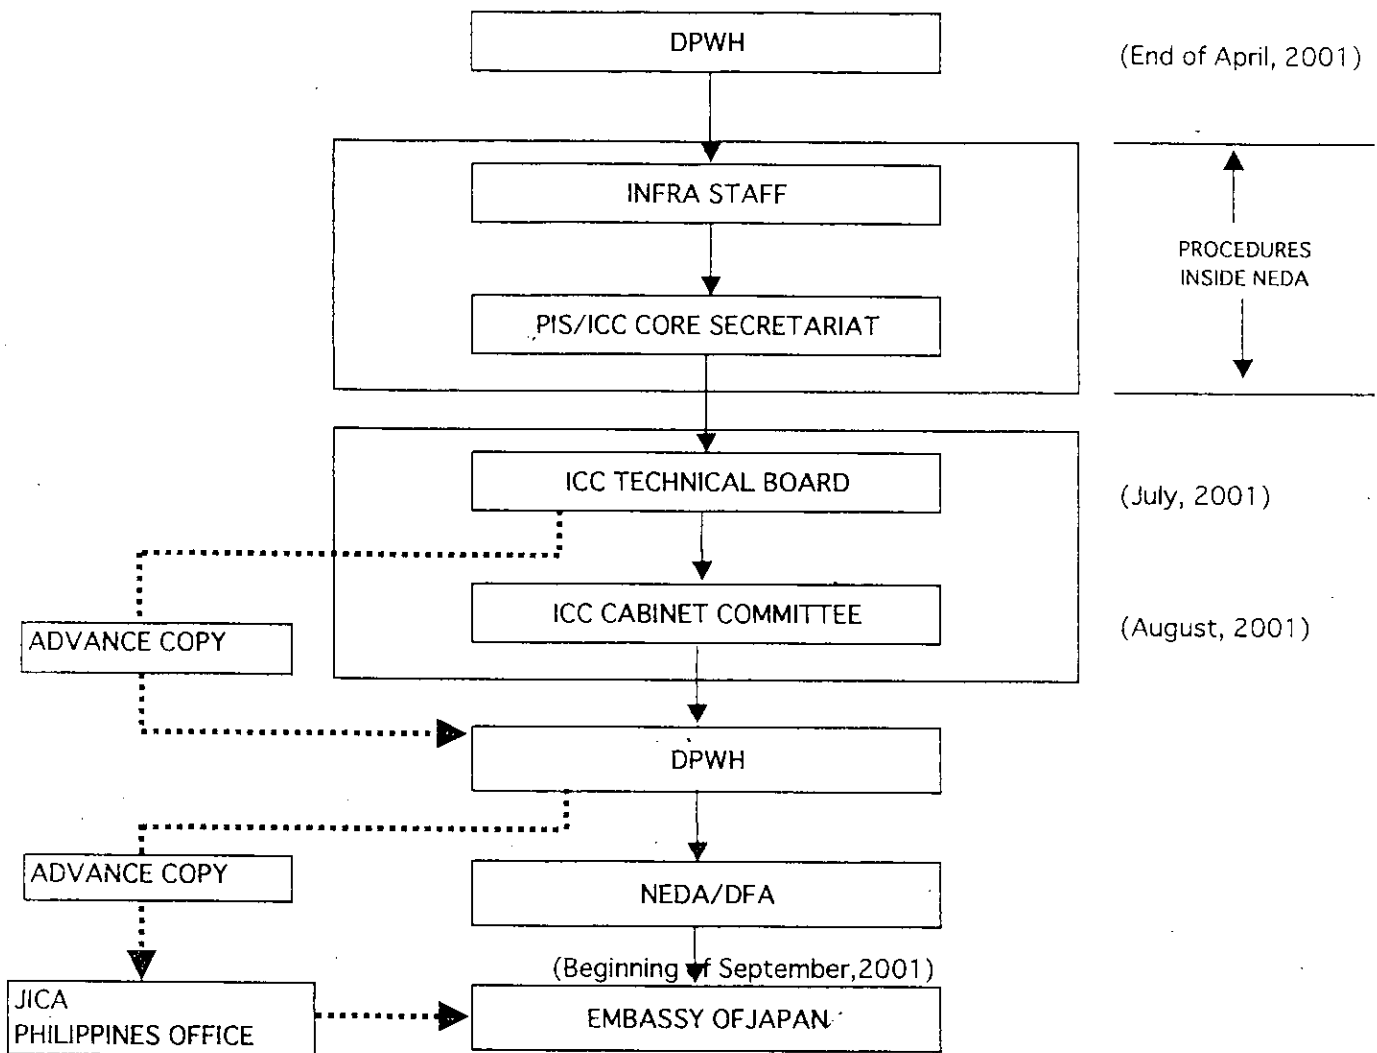 DPWH
(End of April, 2001)
INFRA STAFF
PROCEDURES
INSIDE NEDA
PIS/ICC CORE SECRETARIAT
ICC TECHNICAL BOARD
(July, 2001)
ICC CABINET COMMITTEE
(August, 2001)
ADVANCE COPY
DPWH
ADVANCE COPY
NEDA/DFA
(Beginning of September,2001)
JICA
PHILIPPINES OFFICE
EMBASSY OFJAPAN